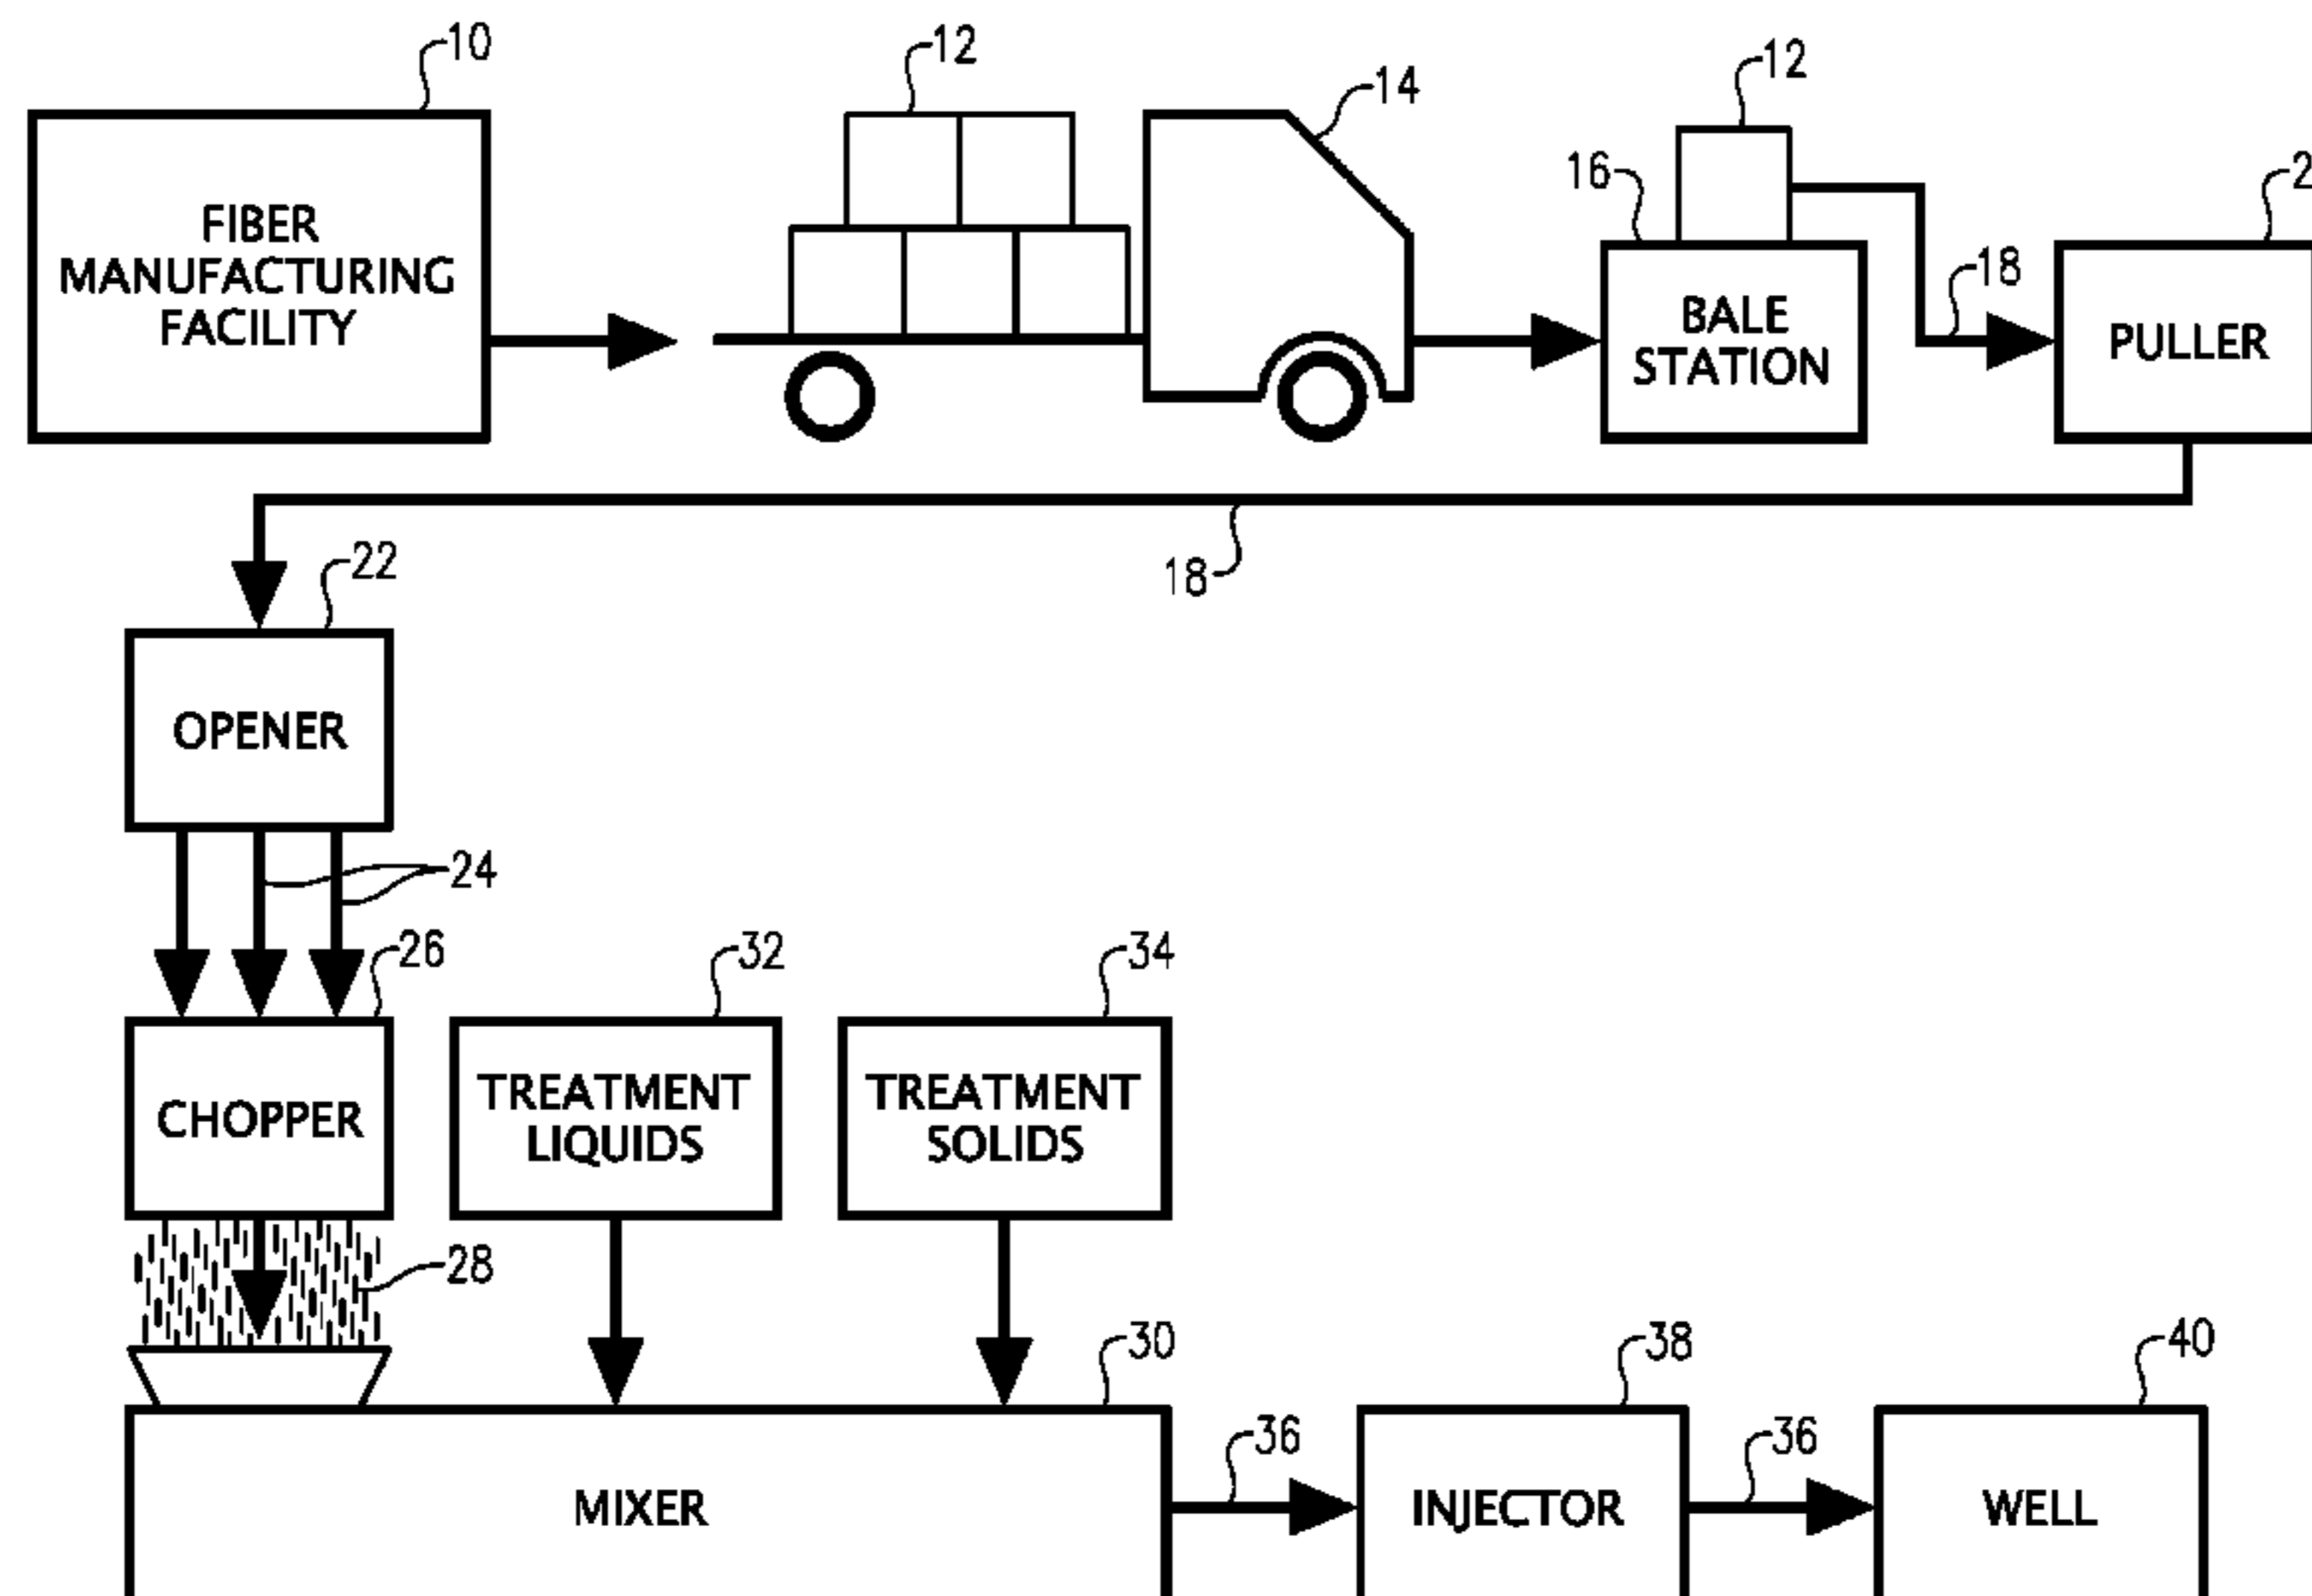 10
12
14
12
16
18
FIBER
MANUFACTURING
FACILITY
BALE
STATION
PULLER
18
22
OPENER
24
26
32
34
CHOPPER
TREATMENT
LIQUIDS
TREATMENT
SOLIDS
28
30
38
40
36
36
MIXER
INJECTOR
WELL